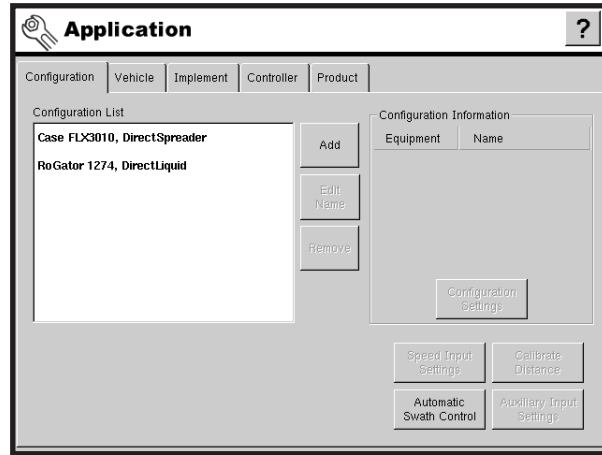 Application
?
Configuration
Vehicle
Implement
Controller
Product
Configuration List
Case FLX3010, DirectSpreader
RoGator 1274, DirectLiquid
Add
Edit
Name
Remove
Configuration Information
Equipment
Name
Configuration
Settings
Speed Input
Settings
Calibrate
Distance
Automatic
Swath Control
Auxiliary Input
Settings